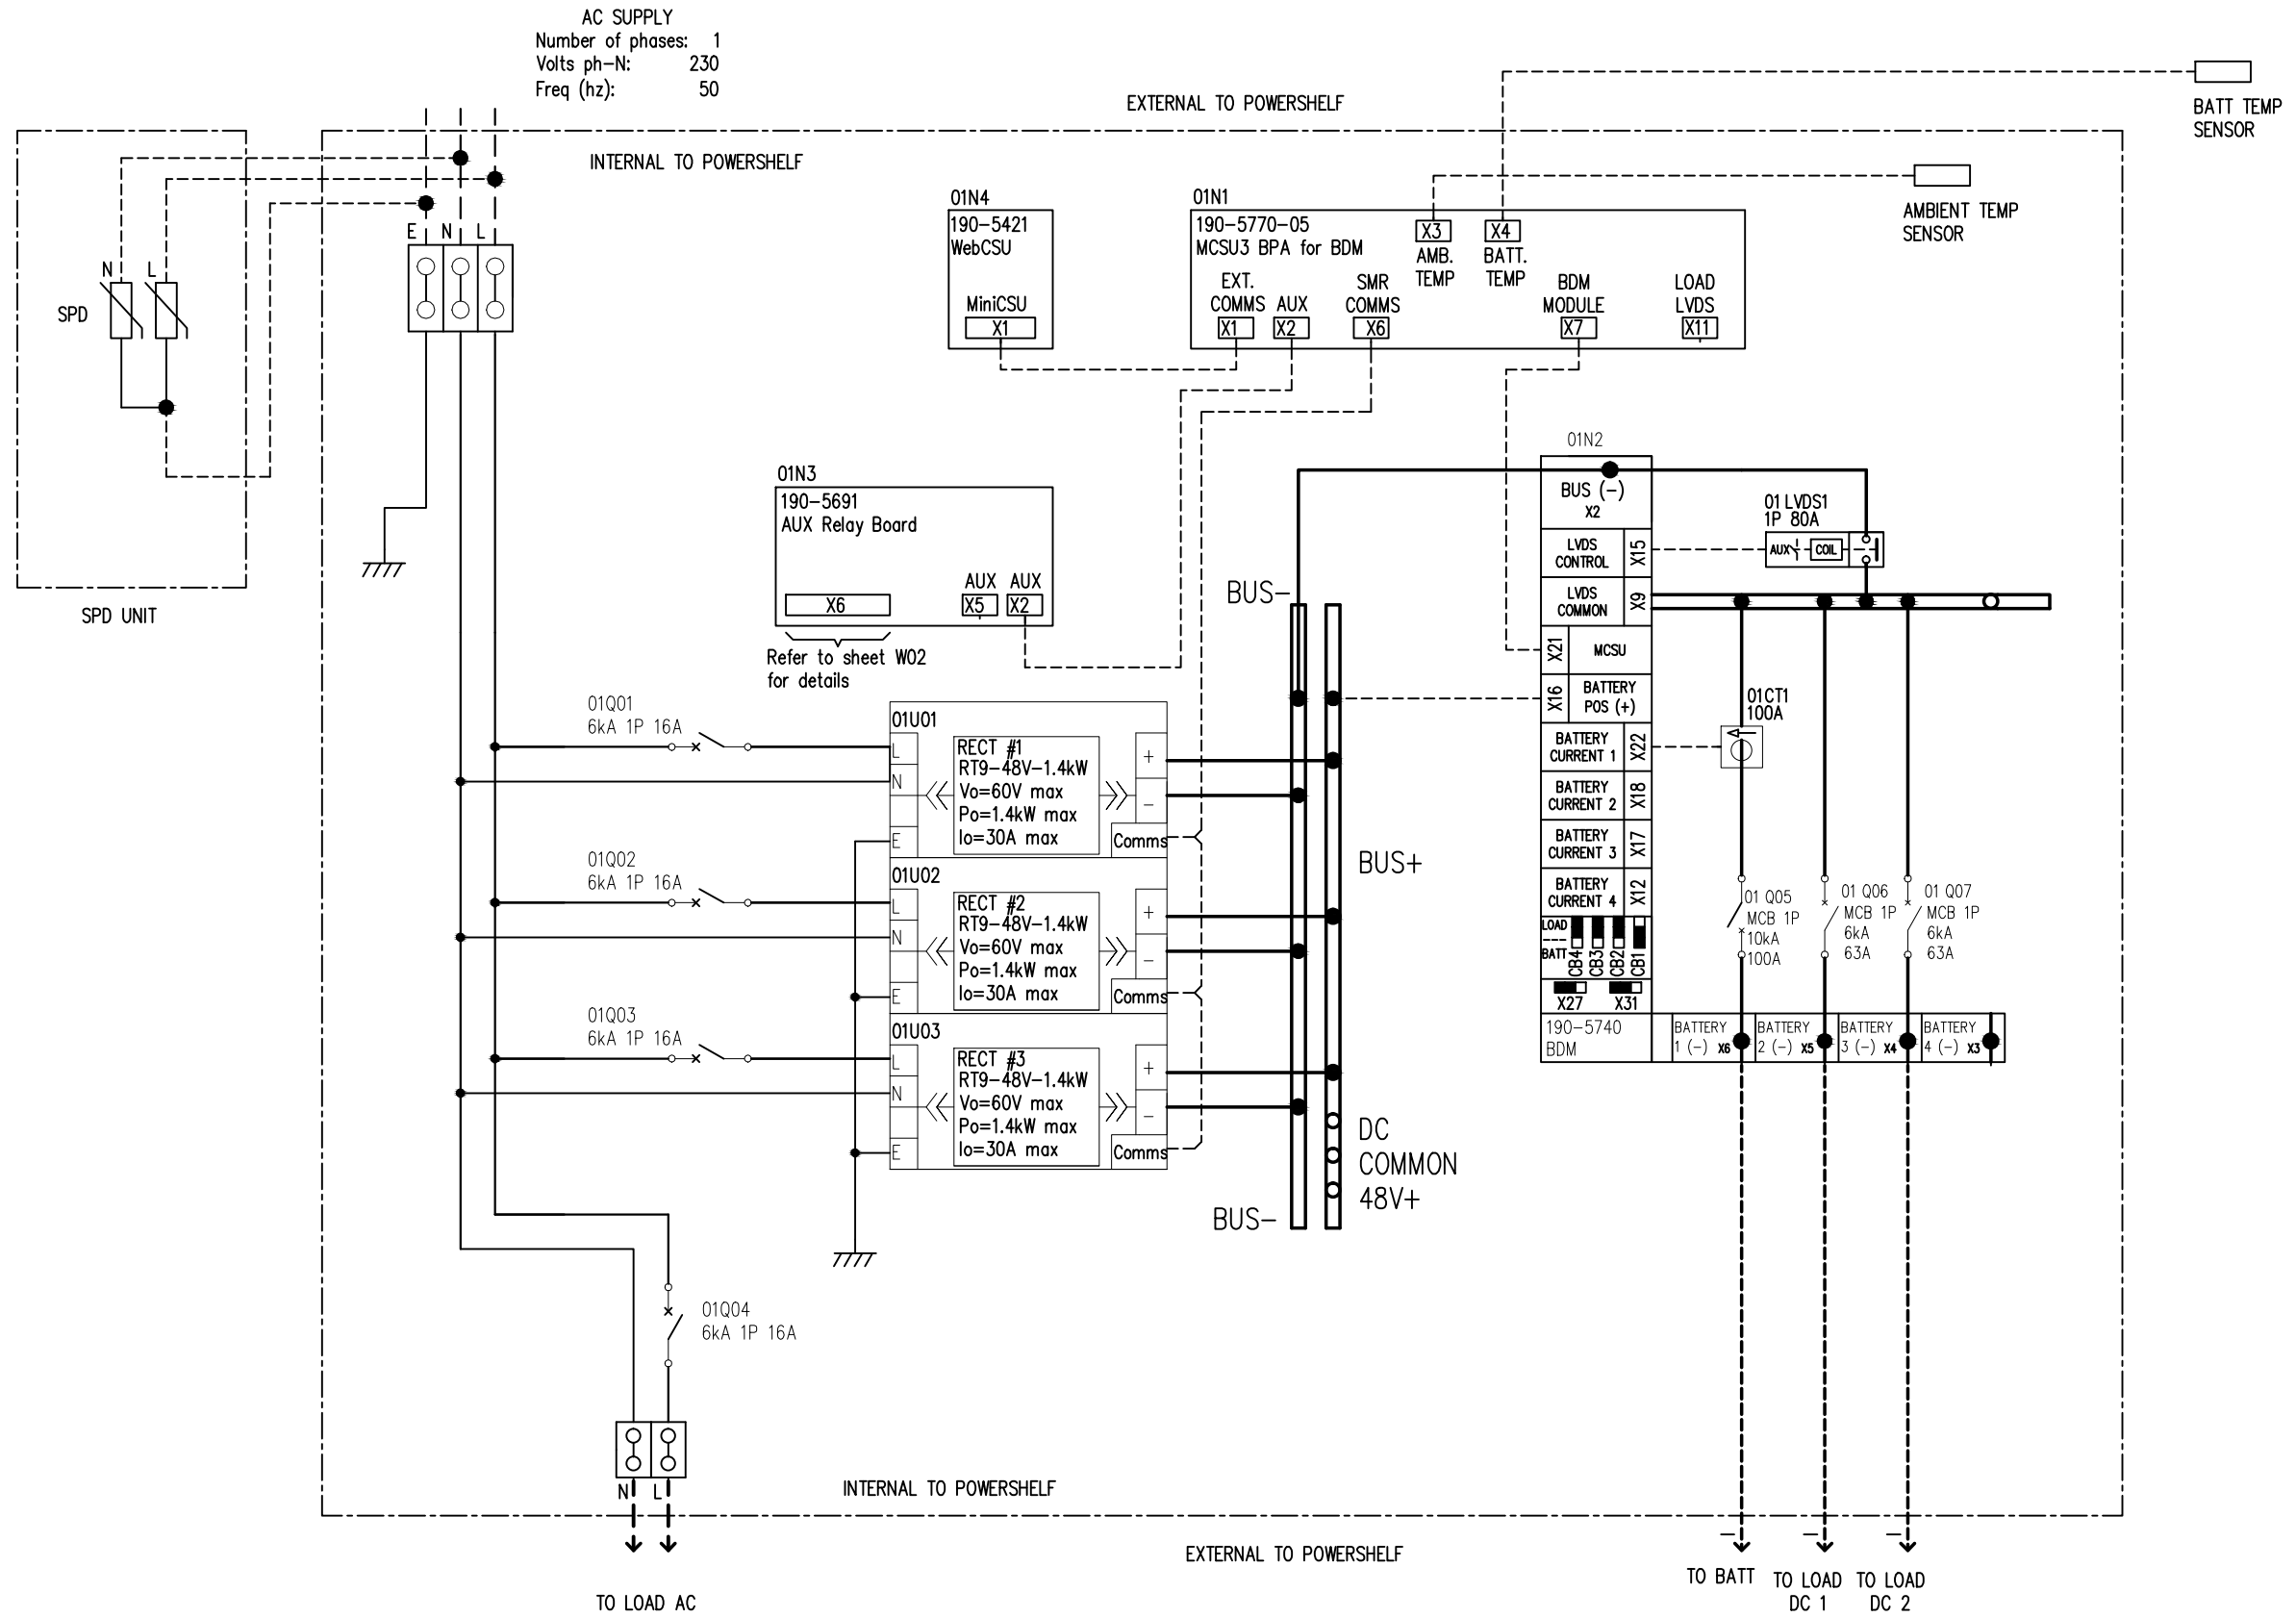 AC SUPPLY
Number of phases: 1
Volts ph-N: 230
Freq (hz): 50
EXTERNAL TO POWERSHELF
BATT TEMP
SENSOR
INTERNAL TO POWERSHELF
AMBIENT TEMP
SENSOR
E N L
N L
SPD
SPD UNIT
01N4
190-5421
WebCSU
MiniCSU
X1
01N1
190-5770-05
MCSU3 BPA for BDM
X3
AMB.
TEMP
X4
BATT.
TEMP
EXT.
COMMS
X1
AUX
X2
SMR
COMMS
X6
BDM
MODULE
X7
LOAD
LVDS
X11
01N3
190-5691
AUX Relay Board
X6
AUX
X5
AUX
X2
Refer to sheet W02
for details
01N2
BUS (-)
X2
LVDS
CONTROL
X15
LVDS
COMMON
X9
X21
MCSU
X16
BATTERY
POS (+)
BATTERY
CURRENT 1
X22
BATTERY
CURRENT 2
X18
BATTERY
CURRENT 3
X17
BATTERY
CURRENT 4
X12
LOAD
---
BATT
CB4
CB3
CB2
CB1
X27
X31
190-5740
BDM
BATTERY
1 (-) X6
BATTERY
2 (-) X5
BATTERY
3 (-) X4
BATTERY
4 (-) X3
01 LVDS1
1P 80A
AUX
COIL
01CT1
100A
01 Q05
MCB 1P
10kA
100A
01 Q06
MCB 1P
6kA
63A
01 Q07
MCB 1P
6kA
63A
BUS-
BUS+
DC
COMMON
48V+
BUS-
01Q01
6kA 1P 16A
01U01
L
N
E
RECT #1
RT9-48V-1.4kW
Vo=60V max
Po=1.4kW max
Io=30A max
+
-
Comms
01Q02
6kA 1P 16A
01U02
L
N
E
RECT #2
RT9-48V-1.4kW
Vo=60V max
Po=1.4kW max
Io=30A max
+
-
Comms
01Q03
6kA 1P 16A
01U03
L
N
E
RECT #3
RT9-48V-1.4kW
Vo=60V max
Po=1.4kW max
Io=30A max
+
-
Comms
01Q04
6kA 1P 16A
N L
INTERNAL TO POWERSHELF
EXTERNAL TO POWERSHELF
TO LOAD AC
- - -
TO BATT
TO LOAD
DC 1
TO LOAD
DC 2